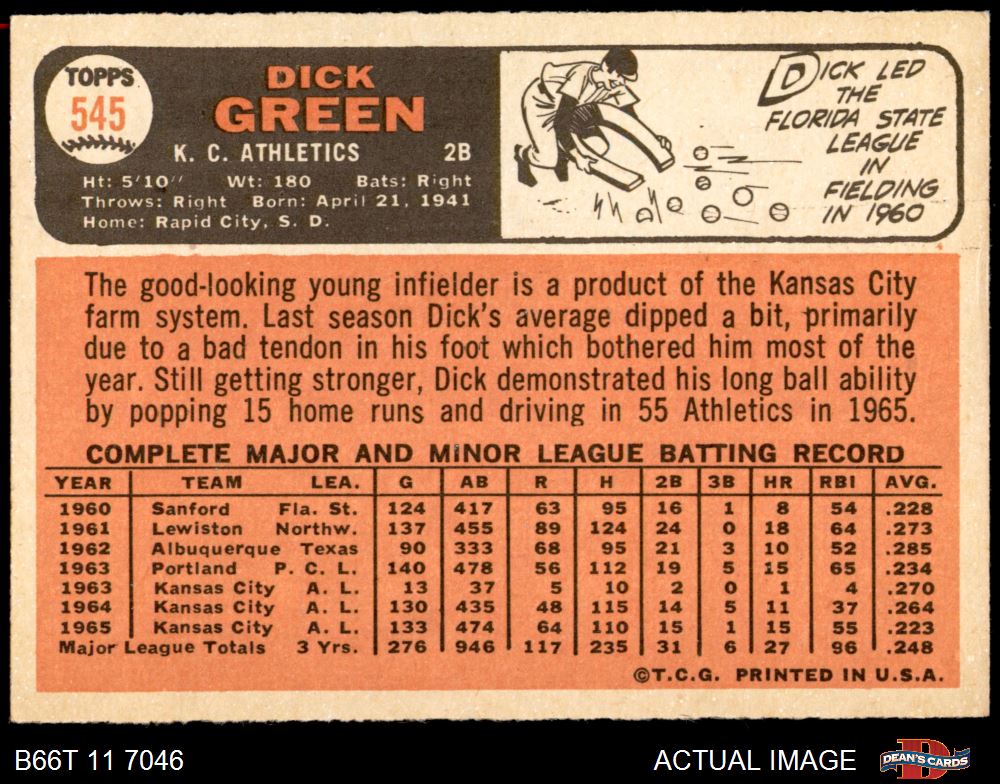 TOPPS
545
DICK
GREEN
K. C. ATHLETICS 2B
Ht: 5'10" Wt: 180 Bats: Right
Throws: Right Born: April 21, 1941
Home: Rapid City, S. D.
DICK LED
THE
FLORIDA STATE
LEAGUE
IN
FIELDING
IN 1960
The good-looking young infielder is a product of the Kansas City
farm system. Last season Dick's average dipped a bit, primarily
due to a bad tendon in his foot which bothered him most of the
year. Still getting stronger, Dick demonstrated his long ball ability
by popping 15 home runs and driving in 55 Athletics in 1965.
COMPLETE MAJOR AND MINOR LEAGUE BATTING RECORD
YEAR TEAM LEA. G AB R H 2B 3B HR RBI AVG.
1960 Sanford Fla. St. 124 417 63 95 16 1 8 54 .228
1961 Lewiston Northw. 137 455 89 124 24 0 18 64 .273
1962 Albuquerque Texas 90 333 68 95 21 3 10 52 .285
1963 Portland P. C. L. 140 478 56 112 19 5 15 65 .234
1963 Kansas City A. L. 13 37 5 10 2 0 1 4 .270
1964 Kansas City A. L. 130 435 48 115 14 5 11 37 .264
1965 Kansas City A. L. 133 474 64 110 15 1 15 55 .223
Major League Totals 3 Yrs. 276 946 117 235 31 6 27 96 .248
©T.C.G. PRINTED IN U.S.A.
B66T 11 7046 ACTUAL IMAGE DEAN'S CARDS